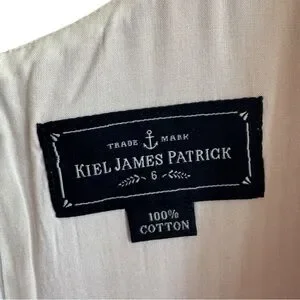 TRADE MARK
KIEL JAMES PATRICK
6
100%
COTTON